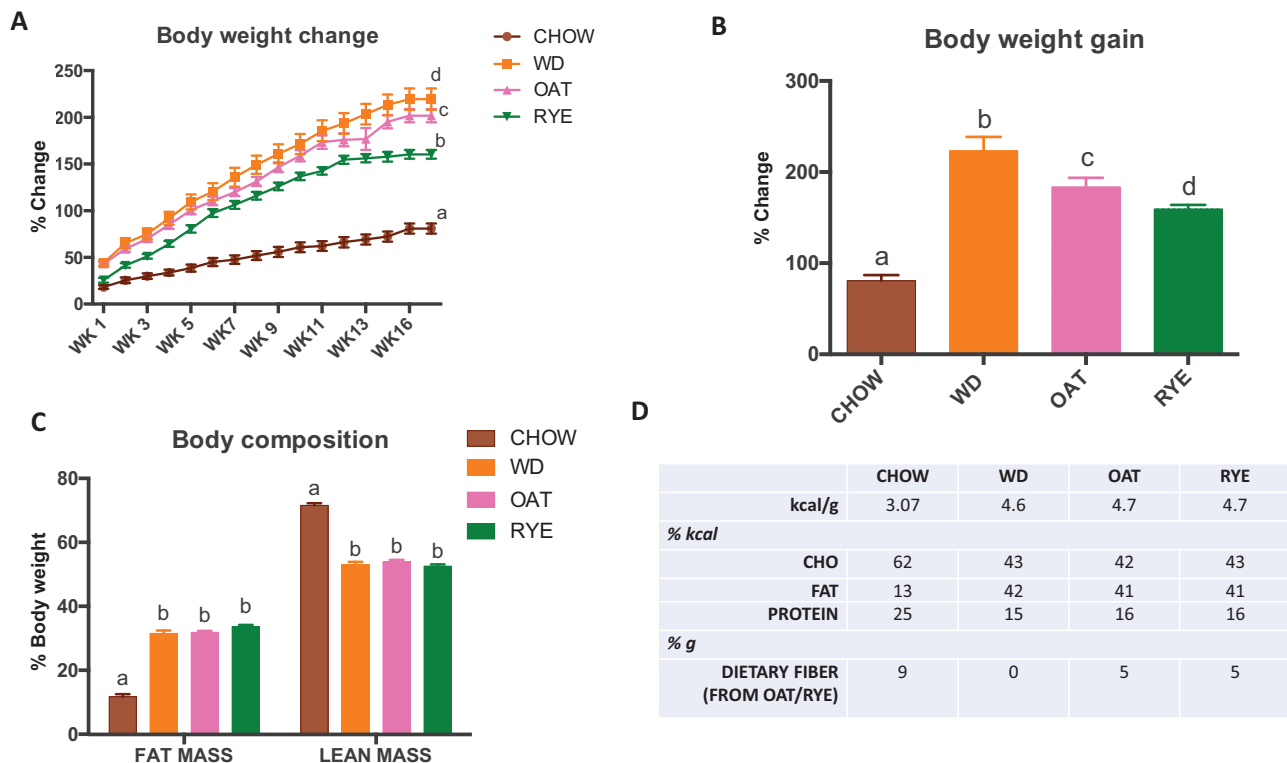 A
Body weight change
CHOW
WD
OAT
RYE
% Change
250
200
150
100
50
0
d
c
b
a
WK 1
WK 3
WK 5
WK7
WK 9
WK11
WK13
WK16
B
Body weight gain
% Change
300
200
100
0
a
b
c
d
CHOW
WD
OAT
RYE
C
Body composition
CHOW
WD
OAT
RYE
% Body weight
80
60
40
20
0
a
b
b
b
a
b
b
b
FAT MASS
LEAN MASS
D
CHOW WD OAT RYE
kcal/g 3.07 4.6 4.7 4.7
% kcal
CHO 62 43 42 43
FAT 13 42 41 41
PROTEIN 25 15 16 16
% g
DIETARY FIBER 9 0 5 5
(FROM OAT/RYE)